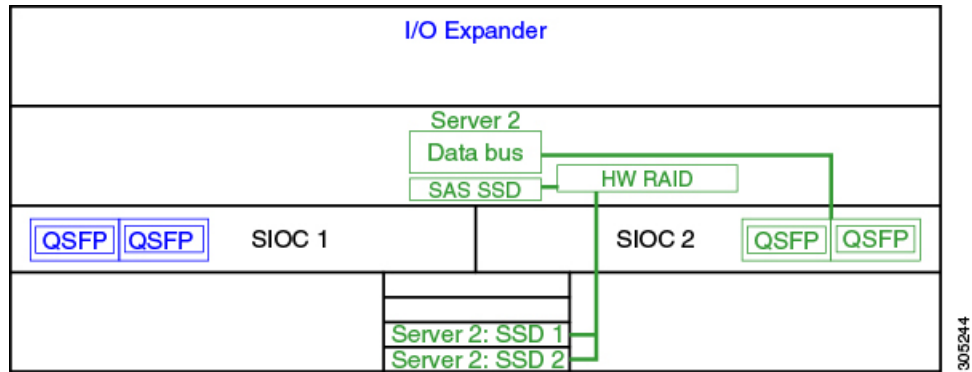 I/O Expander
Server 2
Data bus
HW RAID
SAS SSD
QSFP QSFP SIOC 1 SIOC 2 QSFP QSFP
Server 2: SSD 1
Server 2: SSD 2
305244